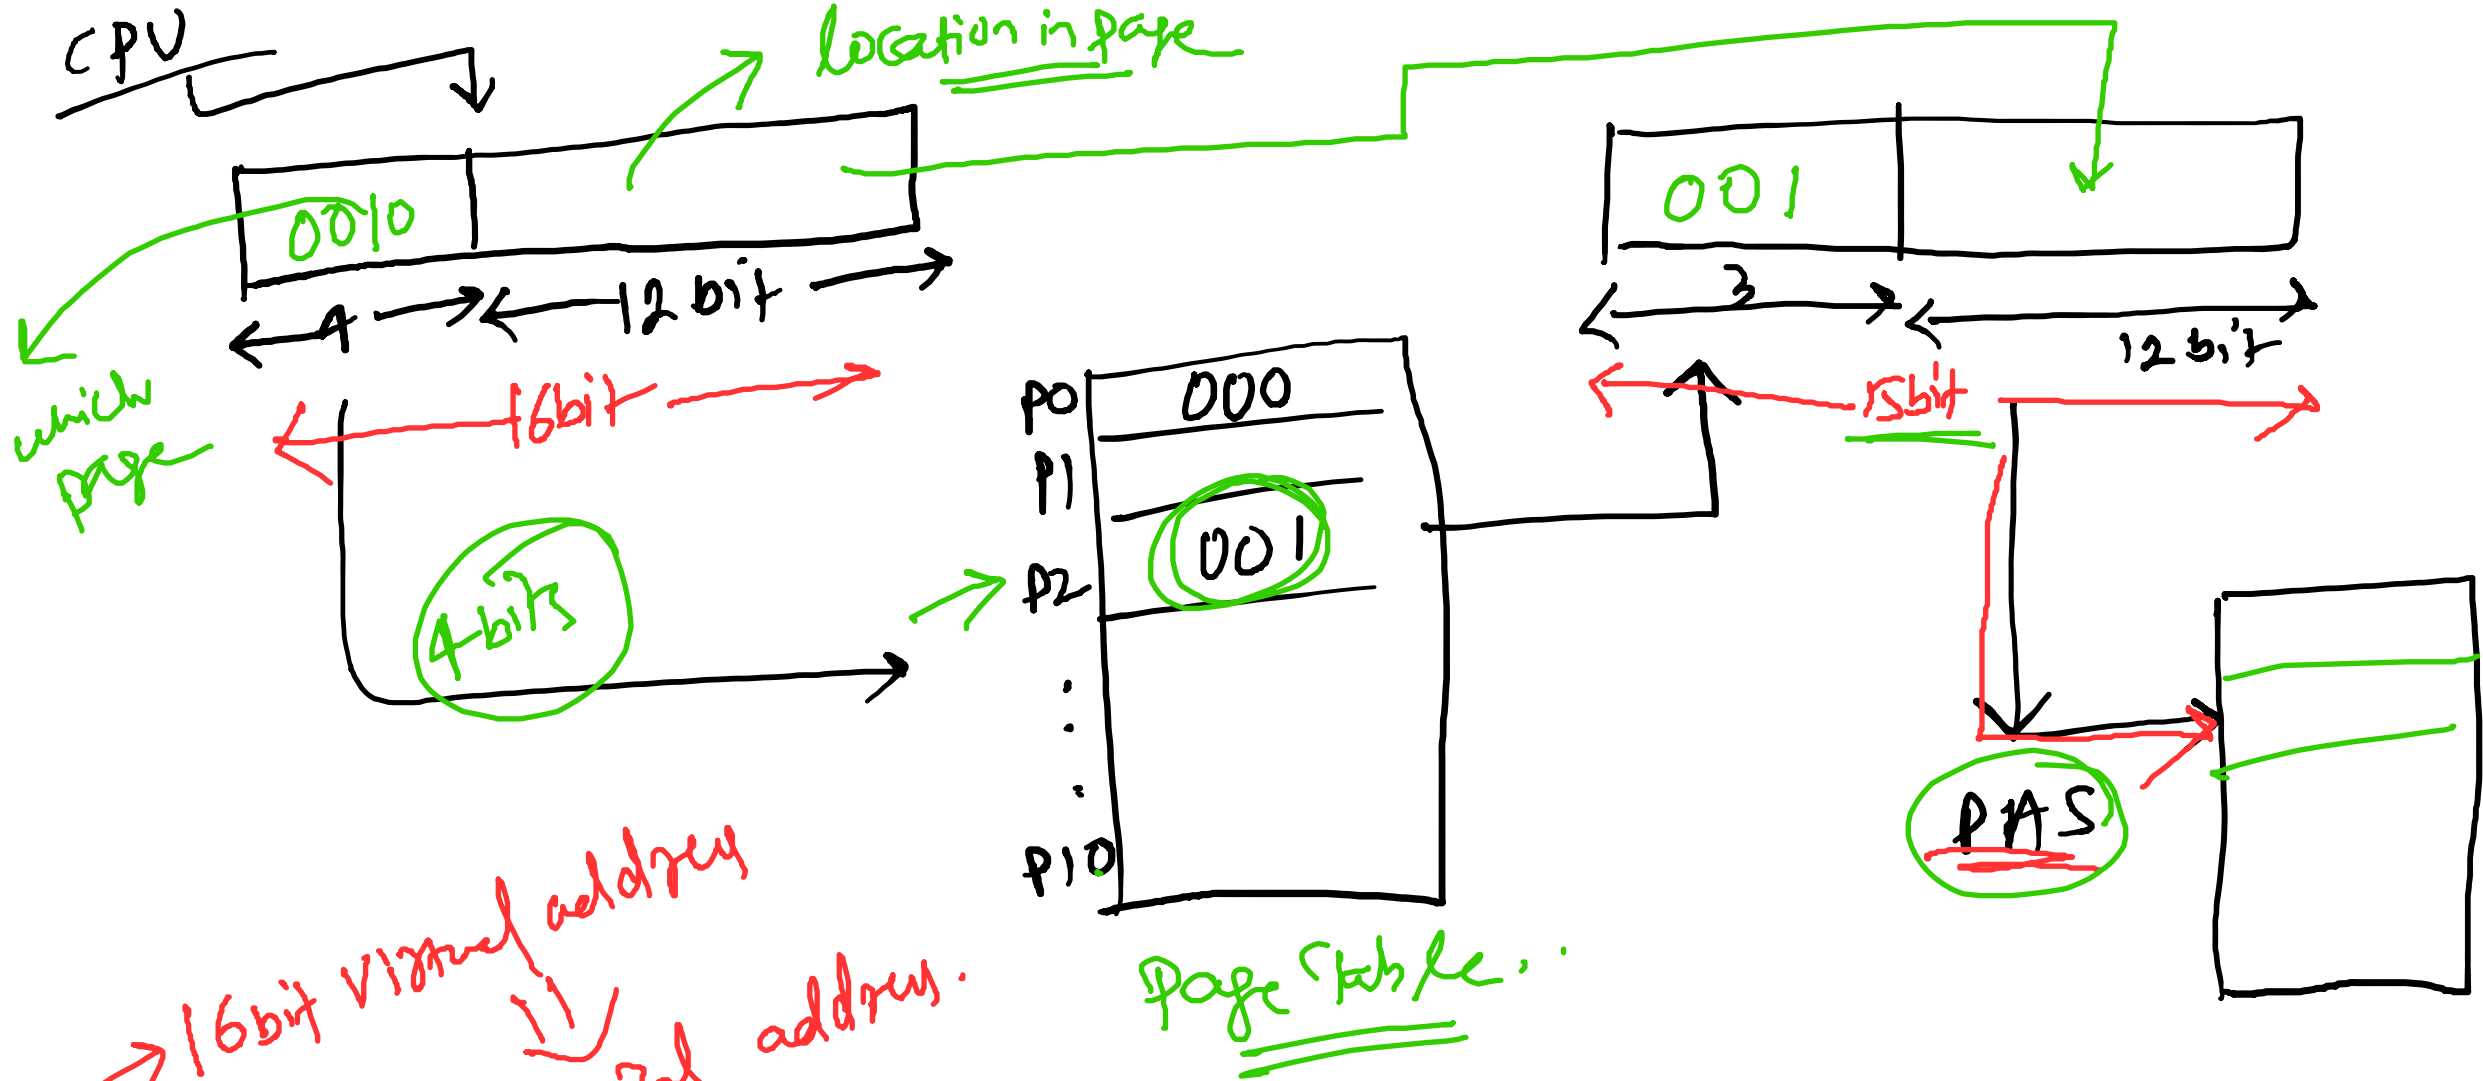 CPU
location in page
0010
001
4
12 bit
3
12 bit
16bit
15bit
which
page
P0
000
P1
001
P2
4 bits
PAS
P10
16bit virtual address
address.
Page Table..